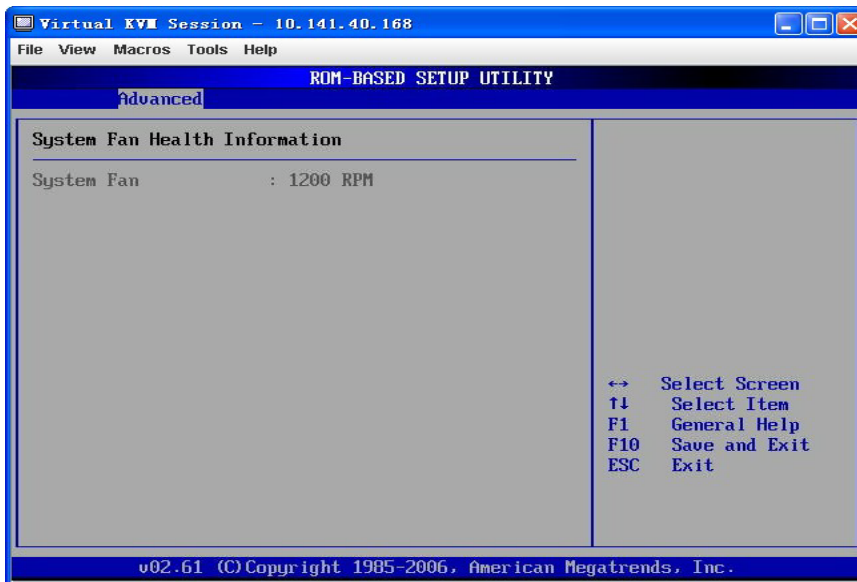 Virtual KVM Session - 10.141.40.168
File View Macros Tools Help
ROM-BASED SETUP UTILITY
Advanced
System Fan Health Information
System Fan : 1200 RPM
↔ Select Screen
↑↓ Select Item
F1 General Help
F10 Save and Exit
ESC Exit
v02.61 (C)Copyright 1985-2006, American Megatrends, Inc.